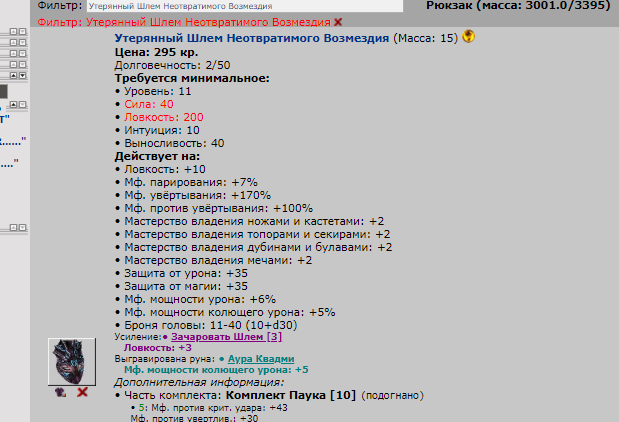 Фильтр: Утерянный Шлем Неотвратимого Возмездия Рюкзак (масса: 3001.0/3395)
Фильтр: Утерянный Шлем Неотвратимого Возмездия
Утерянный Шлем Неотвратимого Возмездия (Масса: 15)
Цена: 295 кр.
Долговечность: 2/50
Требуется минимальное:
• Уровень: 11
• Сила: 40
• Ловкость: 200
• Интуиция: 10
• Выносливость: 40
Действует на:
• Ловкость: +10
• Мф. парирования: +7%
• Мф. увёртывания: +170%
• Мф. против увёртывания: +100%
• Мастерство владения ножами и кастетами: +2
• Мастерство владения топорами и секирами: +2
• Мастерство владения дубинами и булавами: +2
• Мастерство владения мечами: +2
• Защита от урона: +35
• Защита от магии: +35
• Мф. мощности урона: +6%
• Мф. мощности колющего урона: +5%
• Броня головы: 11-40 (10+d30)
Усиление:• Зачаровать Шлем [3]
Ловкость: +3
Выгравирована руна: • Аура Квадми
Мф. мощности колющего урона: +5
Дополнительная информация:
• Часть комплекта: Комплект Паука [10] (подогнано)
• 5: Мф. против крит. удара: +43
Мф. против увертлив.: +30